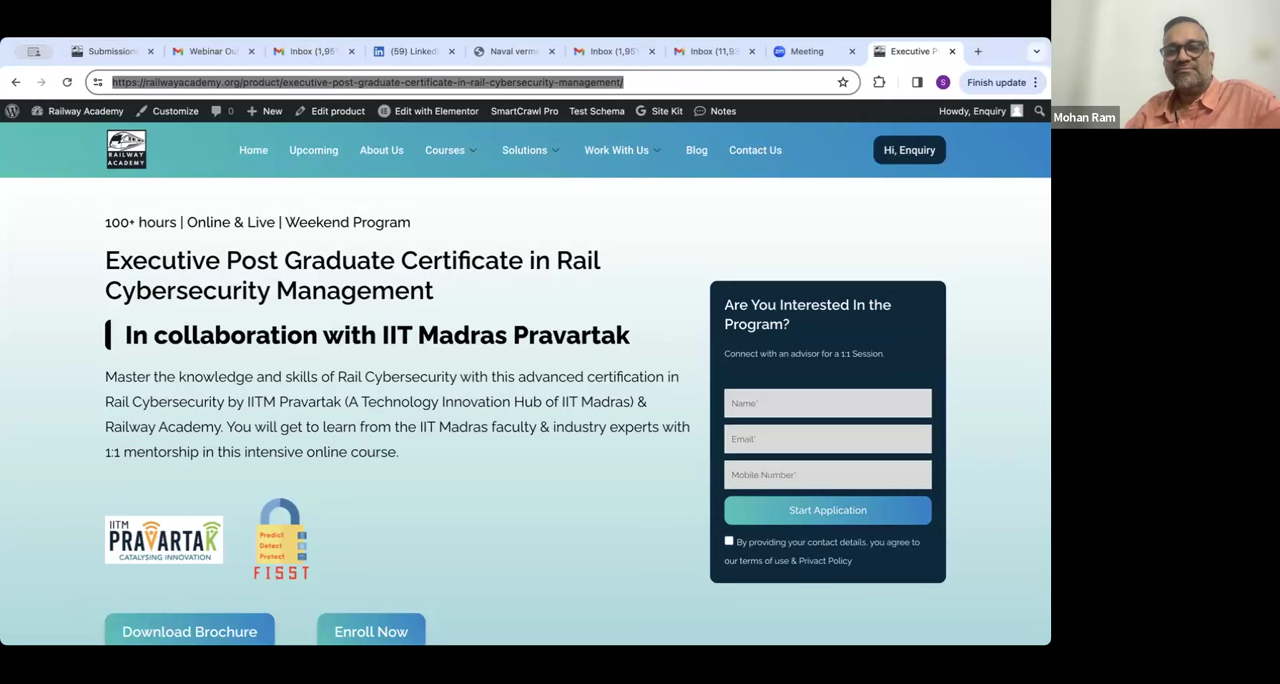 Submission
Webinar Ou
Inbox (1,95
(59) Linked
Naval verm
Inbox (1,95
Inbox (11,93
Meeting
Executive P
https://railwayacademy.org/product/executive-post-graduate-certificate-in-rail-cybersecurity-management/
S
Finish update
Railway Academy
Customize
0
New
Edit product
Edit with Elementor
SmartCrawl Pro
Test Schema
Site Kit
Notes
Howdy, Enquiry
Mohan Ram
RAILWAY
ACADEMY
Home
Upcoming
About Us
Courses
Solutions
Work With Us
Blog
Contact Us
Hi, Enquiry
100+ hours | Online & Live | Weekend Program
Executive Post Graduate Certificate in Rail
Cybersecurity Management
In collaboration with IIT Madras Pravartak
Master the knowledge and skills of Rail Cybersecurity with this advanced certification in
Rail Cybersecurity by IITM Pravartak (A Technology Innovation Hub of IIT Madras) &
Railway Academy. You will get to learn from the IIT Madras faculty & industry experts with
1:1 mentorship in this intensive online course.
IITM
PRAVARTAK
CATALYSING INNOVATION
Predict
Detect
Protect
FISST
Download Brochure
Enroll Now
Are You Interested In the
Program?
Connect with an advisor for a 1:1 Session.
Name*
Email*
Mobile Number*
Start Application
By providing your contact details, you agree to
our terms of use & Privact Policy